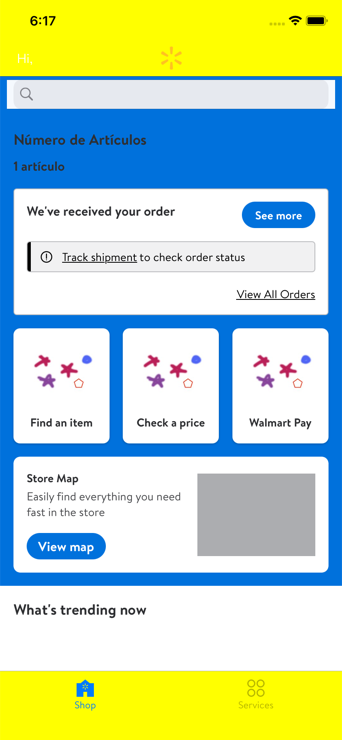 6:17
Hi.
Número de Artículos
1 artículo
We've received your order
See more
Track shipment to check order status
View All Orders
Find an item
Check a price
Walmart Pay
Store Map
Easily find everything you need
fast in the store
View map
What's trending now
Shop
Services